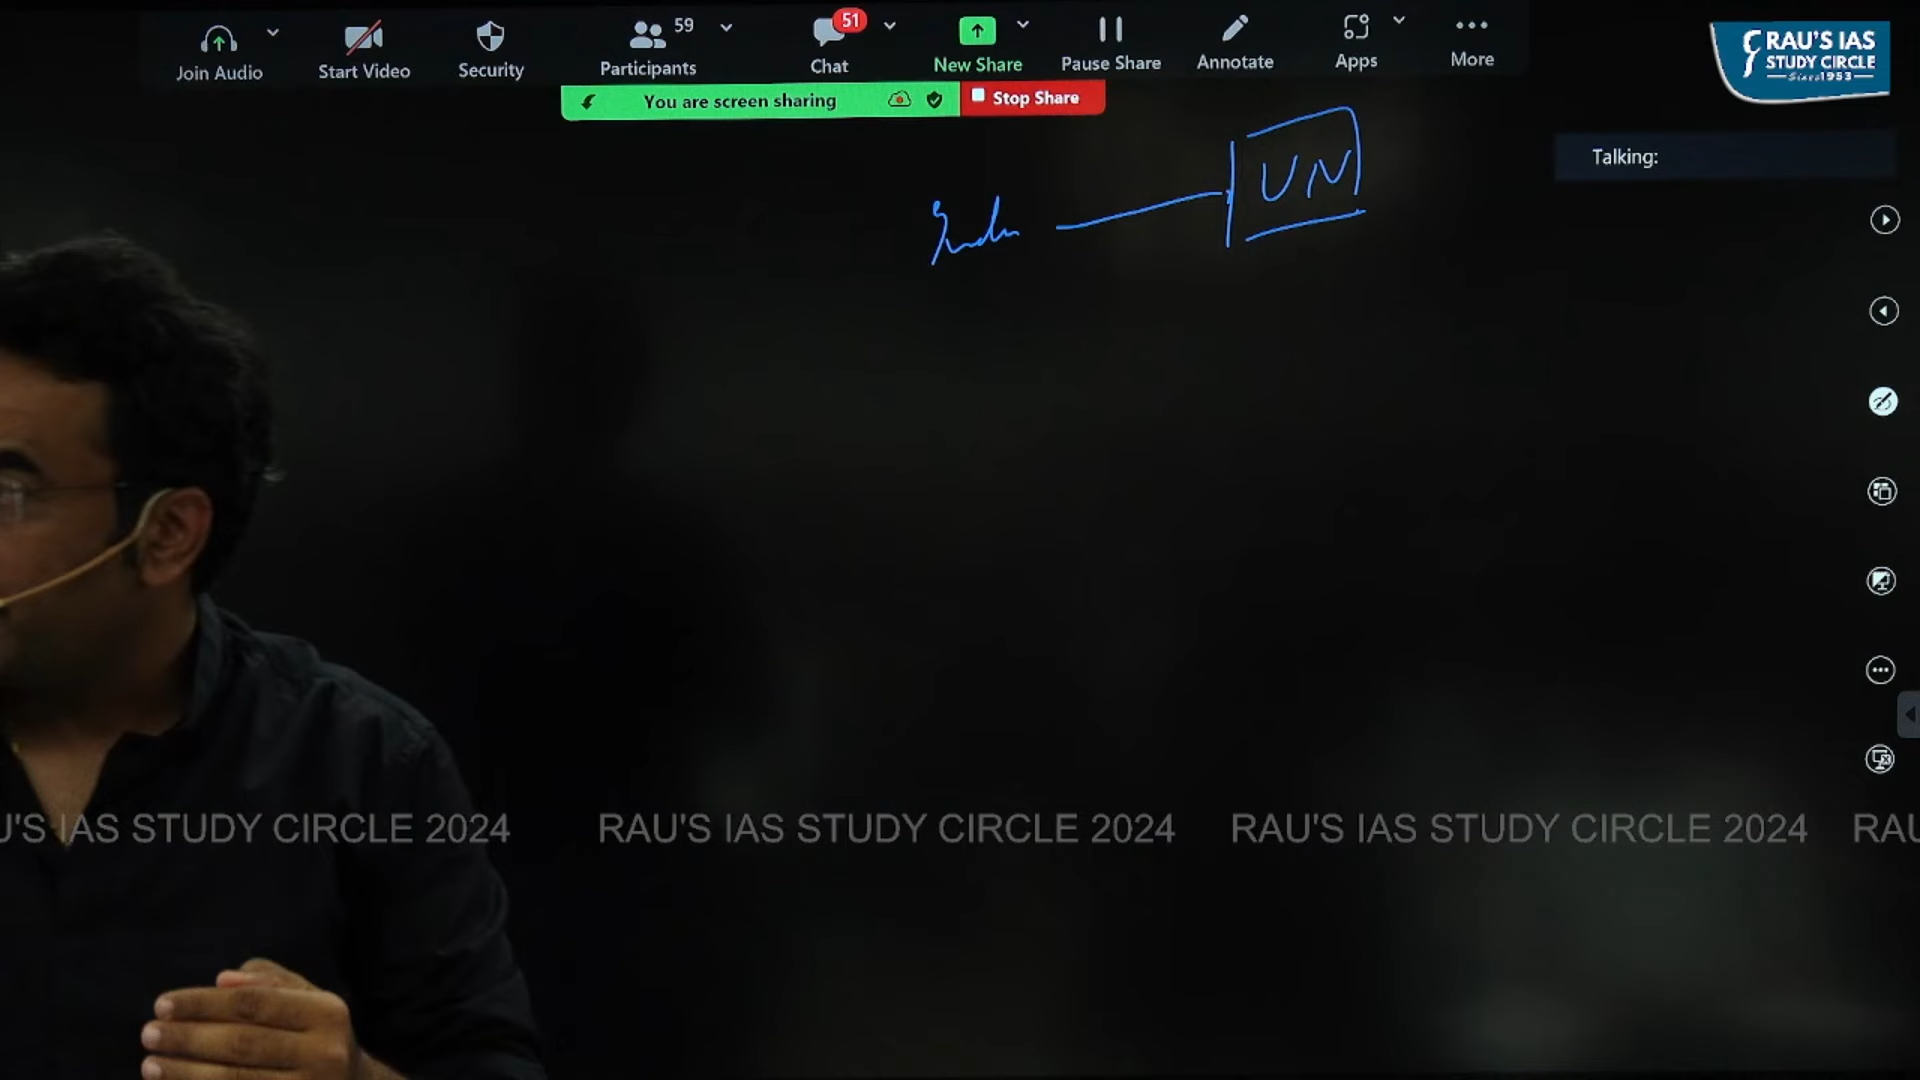 Join Audio
Start Video
Security
Participants 59
Chat 51
New Share
Pause Share
Annotate
Apps
More
RAU'S IAS
STUDY CIRCLE
Since 1953
You are screen sharing
Stop Share
Talking:
UN
India
U'S IAS STUDY CIRCLE 2024 RAU'S IAS STUDY CIRCLE 2024 RAU'S IAS STUDY CIRCLE 2024 RAU